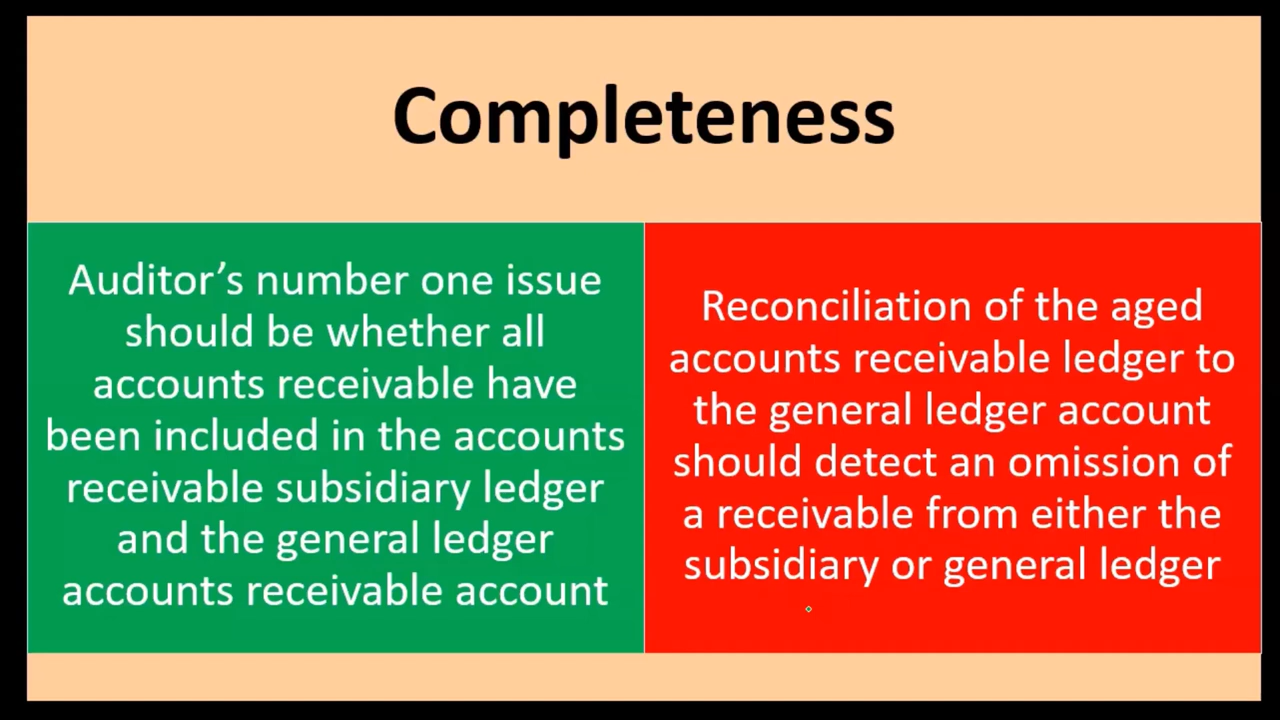 Completeness
Auditor’s number one issue
should be whether all
accounts receivable have
been included in the accounts
receivable subsidiary ledger
and the general ledger
accounts receivable account
Reconciliation of the aged
accounts receivable ledger to
the general ledger account
should detect an omission of
a receivable from either the
subsidiary or general ledger